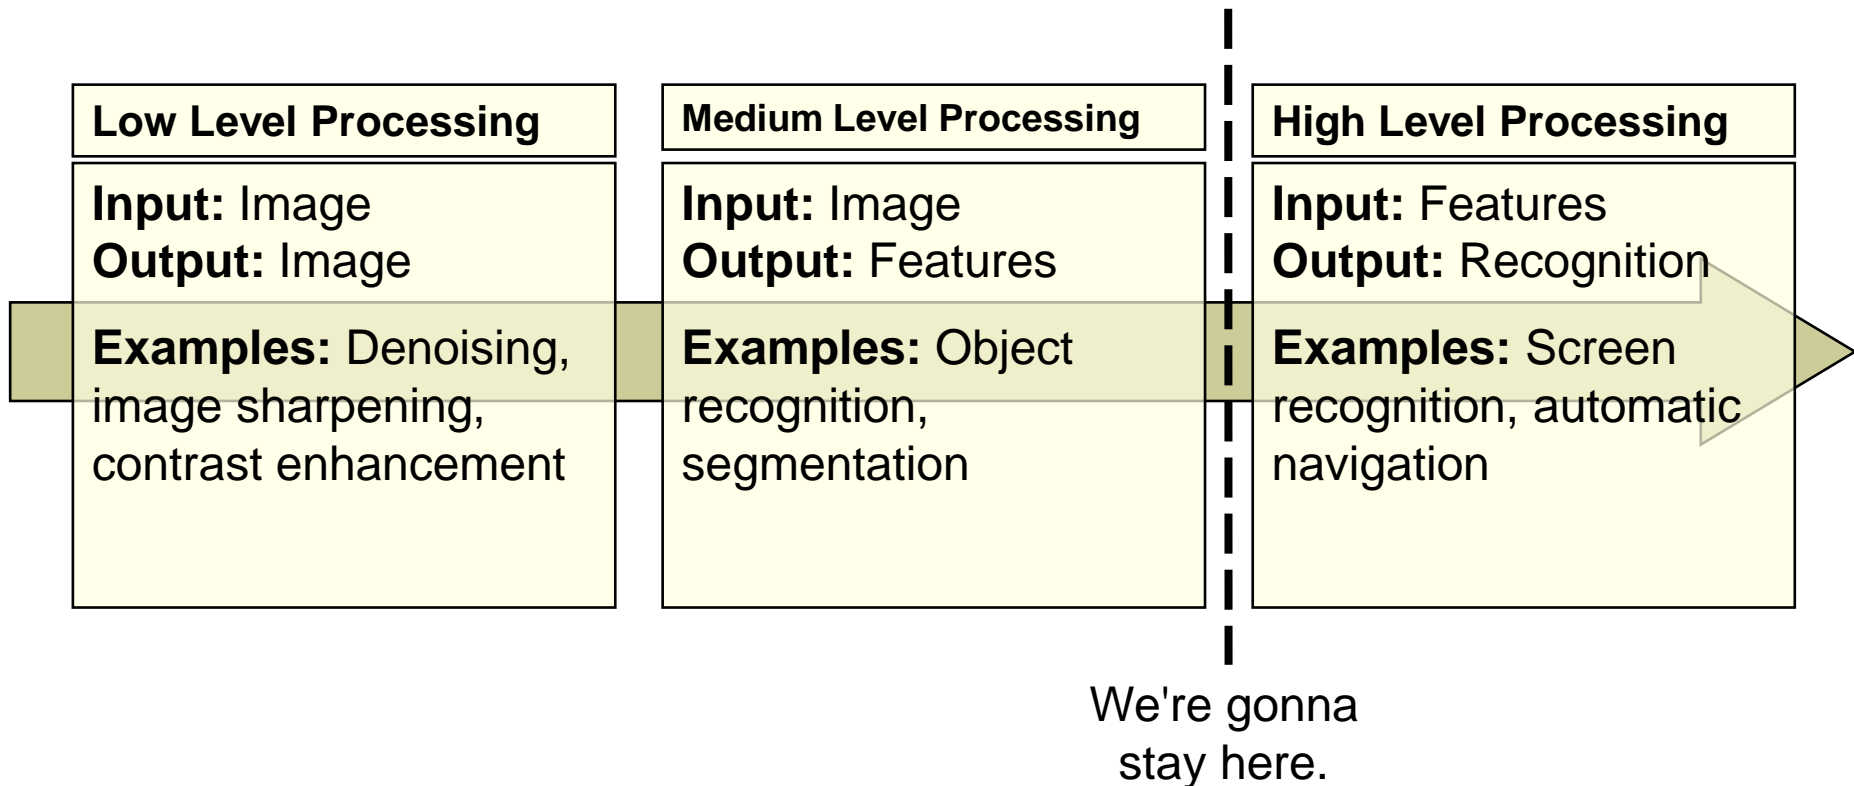 Low Level Processing
Input: Image
Output: Image
Examples: Denoising,
image sharpening,
contrast enhancement
Medium Level Processing
Input: Image
Output: Features
Examples: Object
recognition,
segmentation
High Level Processing
Input: Features
Output: Recognition
Examples: Screen
recognition, automatic
navigation
We're gonna
stay here.